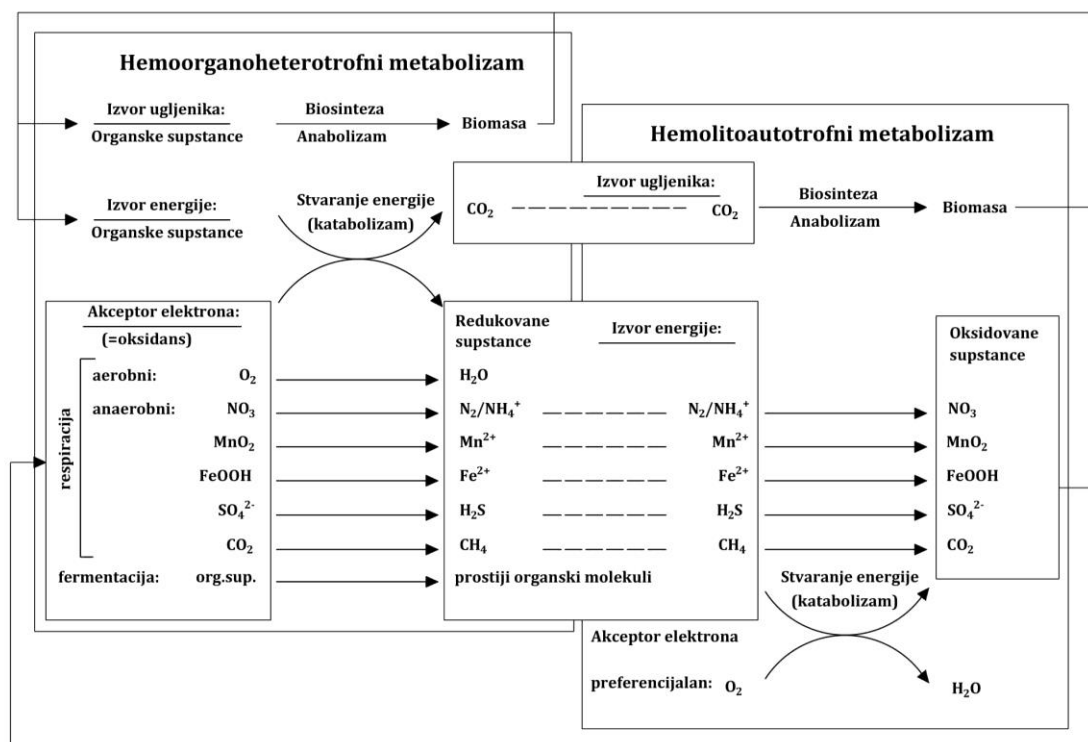 Hemoorganoheterotrofni metabolizam
Izvor ugljenika:
Organske supstance
Biosinteza
Anabolizam
Biomasa
Izvor energije:
Organske supstance
Stvaranje energije
(katabolizam)
Hemolitoautotrofni metabolizam
Izvor ugljenika:
CO₂ CO₂
Biosinteza
Anabolizam
Biomasa
Akceptor elektrona:
(=oksidans)
respiracija
aerobni: O₂
anaerobni: NO₃
MnO₂
FeOOH
SO₄²⁻
CO₂
fermentacija: org.sup.
Redukovane
supstance
Izvor energije:
H₂O
N₂/NH₄⁺ N₂/NH₄⁺
Mn²⁺ Mn²⁺
Fe²⁺ Fe²⁺
H₂S H₂S
CH₄ CH₄
prostiji organski molekuli
Oksidovane
supstance
NO₃
MnO₂
FeOOH
SO₄²⁻
CO₂
Stvaranje energije
(katabolizam)
Akceptor elektrona
preferencijalan: O₂
H₂O